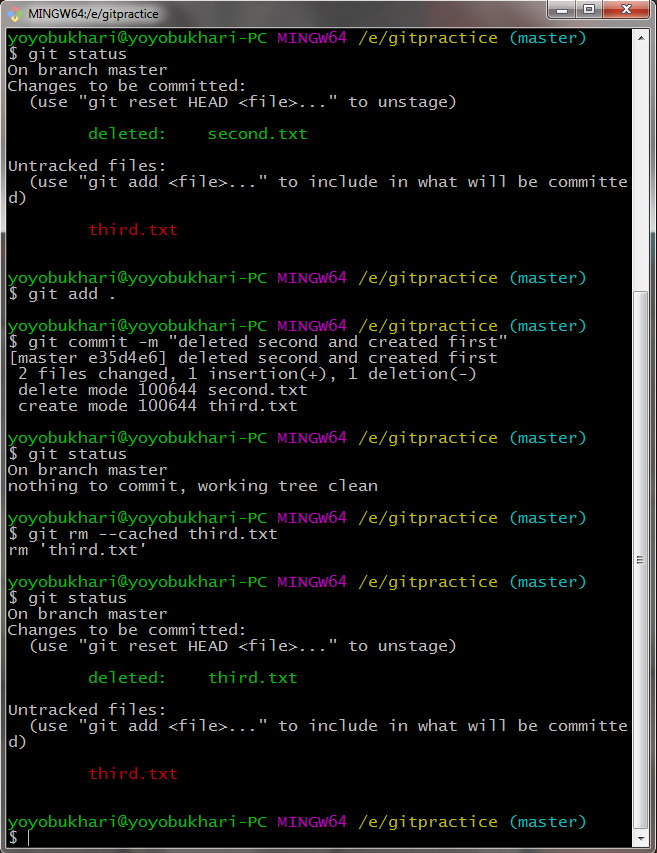 MINGW64:/e/gitpractice
yoyobukhari@yoyobukhari-PC MINGW64 /e/gitpractice (master)
$ git status
On branch master
Changes to be committed:
  (use "git reset HEAD <file>..." to unstage)
        deleted:    second.txt
Untracked files:
  (use "git add <file>..." to include in what will be committe
d)
        third.txt
yoyobukhari@yoyobukhari-PC MINGW64 /e/gitpractice (master)
$ git add .
yoyobukhari@yoyobukhari-PC MINGW64 /e/gitpractice (master)
$ git commit -m "deleted second and created first"
[master e35d4e6] deleted second and created first
 2 files changed, 1 insertion(+), 1 deletion(-)
 delete mode 100644 second.txt
 create mode 100644 third.txt
yoyobukhari@yoyobukhari-PC MINGW64 /e/gitpractice (master)
$ git status
On branch master
nothing to commit, working tree clean
yoyobukhari@yoyobukhari-PC MINGW64 /e/gitpractice (master)
$ git rm --cached third.txt
rm 'third.txt'
yoyobukhari@yoyobukhari-PC MINGW64 /e/gitpractice (master)
$ git status
On branch master
Changes to be committed:
  (use "git reset HEAD <file>..." to unstage)
        deleted:    third.txt
Untracked files:
  (use "git add <file>..." to include in what will be committe
d)
        third.txt
yoyobukhari@yoyobukhari-PC MINGW64 /e/gitpractice (master)
$